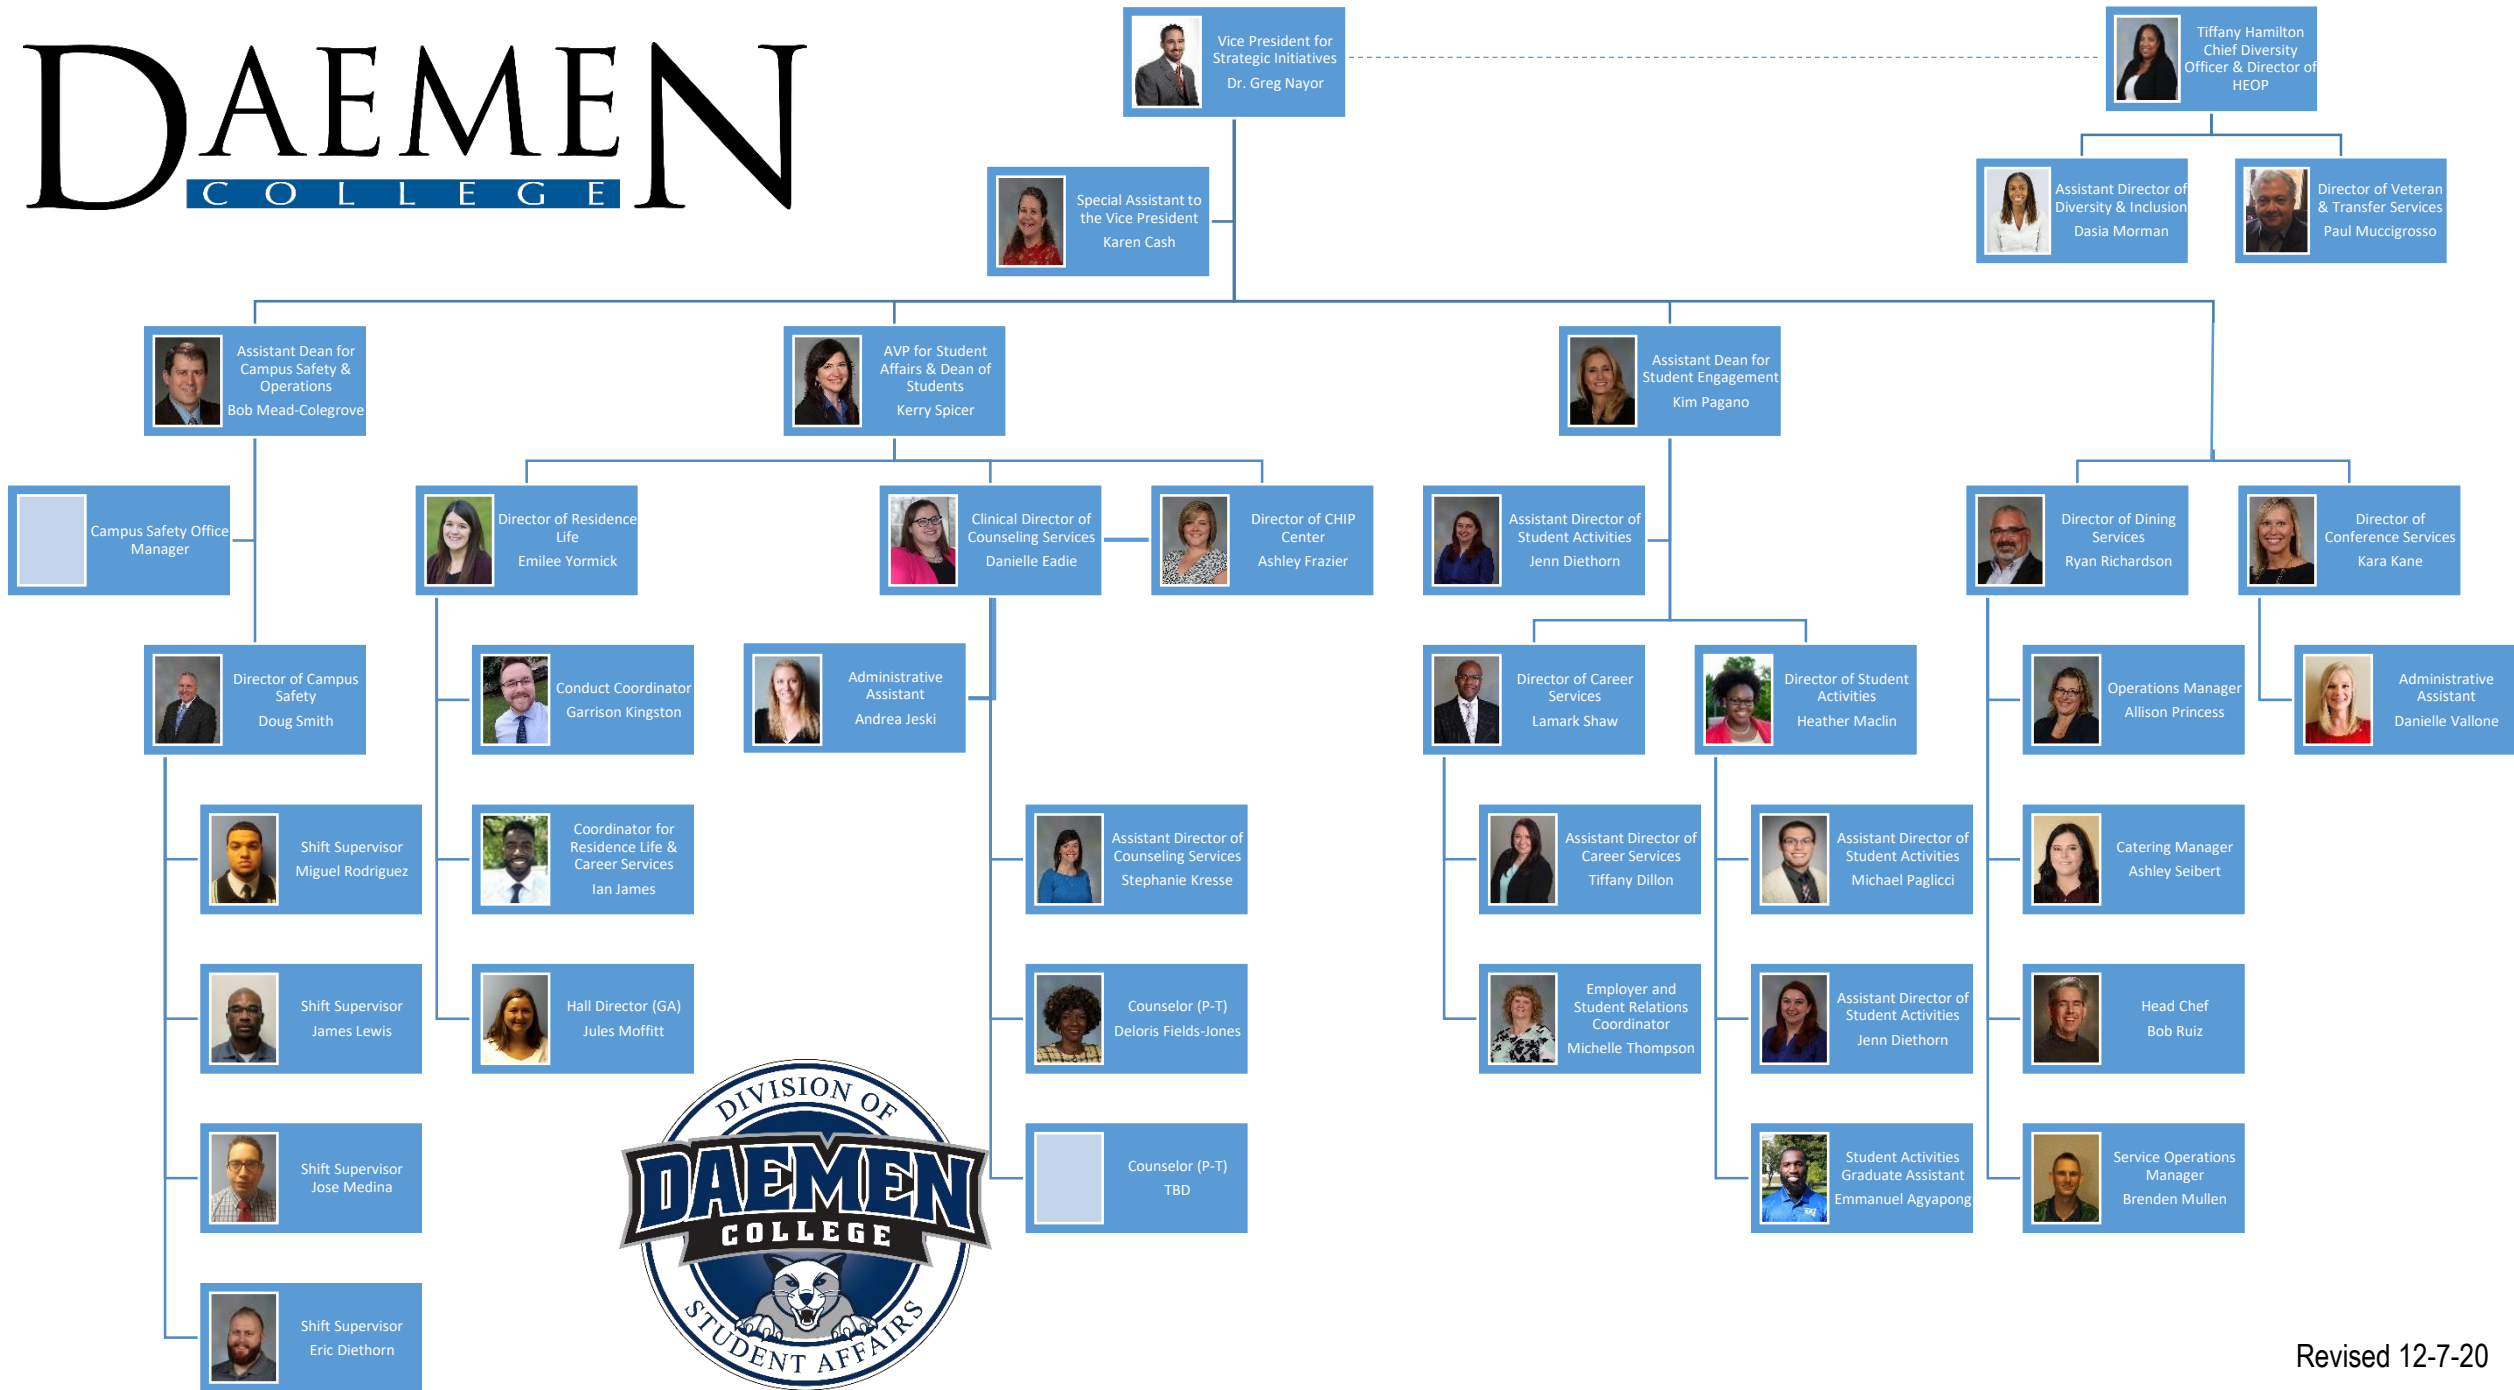 DAEMEN
COLLEGE
Vice President for
Strategic Initiatives
Dr. Greg Nayor
Tiffany Hamilton
Chief Diversity
Officer & Director of
HEOP
Special Assistant to
the Vice President
Karen Cash
Assistant Director of
Diversity & Inclusion
Dasia Morman
Director of Veteran
& Transfer Services
Paul Muccigrosso
Assistant Dean for
Campus Safety &
Operations
Bob Mead-Colegrove
AVP for Student
Affairs & Dean of
Students
Kerry Spicer
Assistant Dean for
Student Engagement
Kim Pagano
Campus Safety Office
Manager
Director of Residence
Life
Emilee Yormick
Clinical Director of
Counseling Services
Danielle Eadie
Director of CHIP
Center
Ashley Frazier
Assistant Director of
Student Activities
Jenn Diethorn
Director of Dining
Services
Ryan Richardson
Director of
Conference Services
Kara Kane
Director of Campus
Safety
Doug Smith
Conduct Coordinator
Garrison Kingston
Administrative
Assistant
Andrea Jeski
Director of Career
Services
Lamark Shaw
Director of Student
Activities
Heather Maclin
Operations Manager
Allison Princess
Administrative
Assistant
Danielle Vallone
Shift Supervisor
Miguel Rodriguez
Coordinator for
Residence Life &
Career Services
Ian James
Assistant Director of
Counseling Services
Stephanie Kresse
Assistant Director of
Career Services
Tiffany Dillon
Assistant Director of
Student Activities
Michael Paglicci
Catering Manager
Ashley Seibert
Shift Supervisor
James Lewis
Hall Director (GA)
Jules Moffitt
Counselor (P-T)
Deloris Fields-Jones
Employer and
Student Relations
Coordinator
Michelle Thompson
Assistant Director of
Student Activities
Jenn Diethorn
Head Chef
Bob Ruiz
Shift Supervisor
Jose Medina
Counselor (P-T)
TBD
Student Activities
Graduate Assistant
Emmanuel Agyapong
Service Operations
Manager
Brenden Mullen
Shift Supervisor
Eric Diethorn
DIVISION OF
DAEMEN
COLLEGE
STUDENT AFFAIRS
Revised 12-7-20